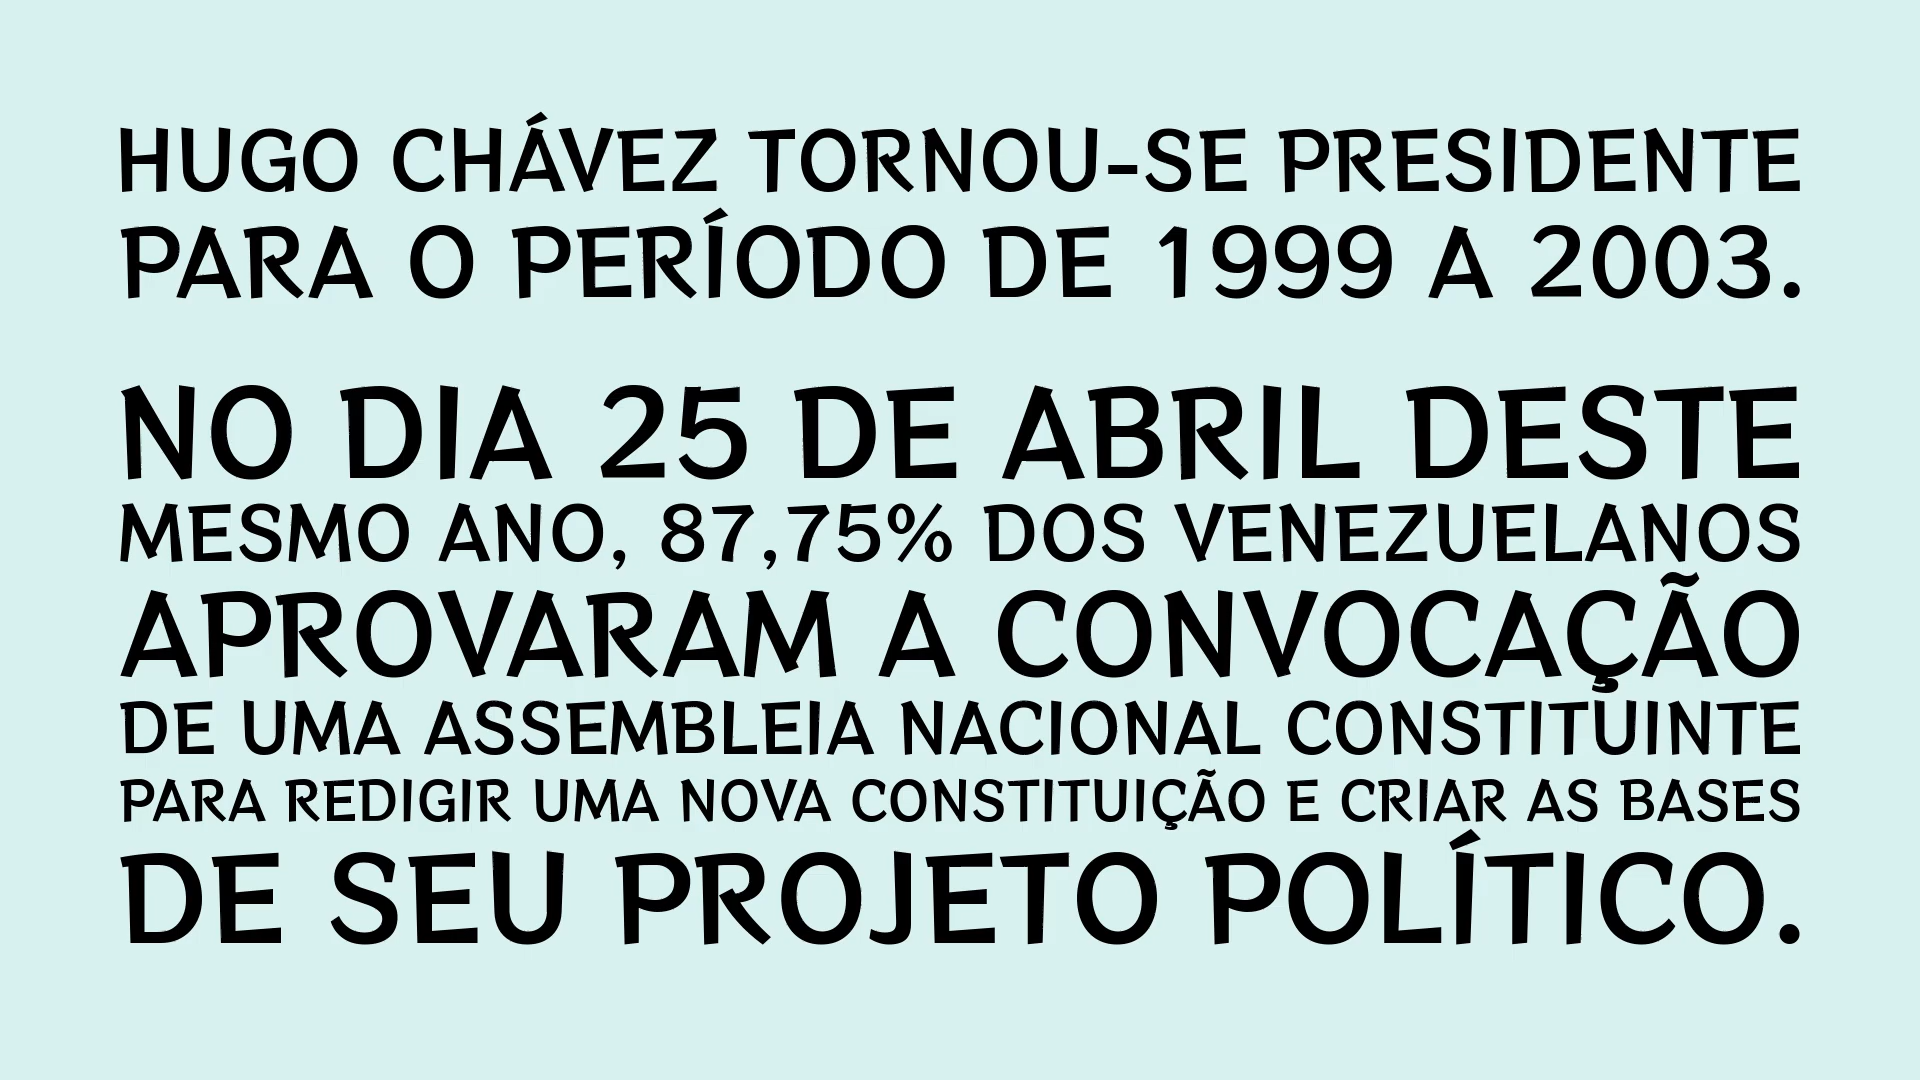 HUGO CHÁVEZ TORNOU-SE PRESIDENTE
PARA O PERÍODO DE 1999 A 2003.
NO DIA 25 DE ABRIL DESTE
MESMO ANO, 87,75% DOS VENEZUELANOS
APROVARAM A CONVOCAÇÃO
DE UMA ASSEMBLEIA NACIONAL CONSTITUINTE
PARA REDIGIR UMA NOVA CONSTITUIÇÃO E CRIAR AS BASES
DE SEU PROJETO POLÍTICO.